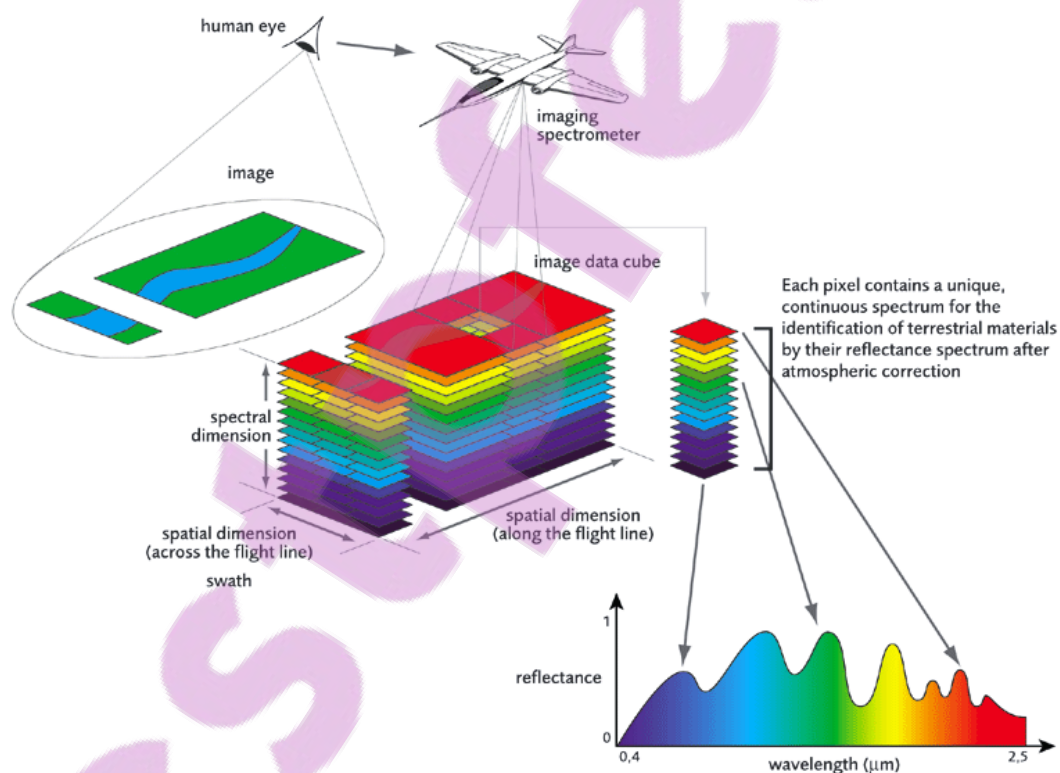 human eye
imaging
spectrometer
image
image data cube
Each pixel contains a unique,
continuous spectrum for the
identification of terrestrial materials
by their reflectance spectrum after
atmospheric correction
spectral
dimension
spatial dimension
(across the flight line)
swath
spatial dimension
(along the flight line)
1
reflectance
0
0,4
2,5
wavelength (μm)